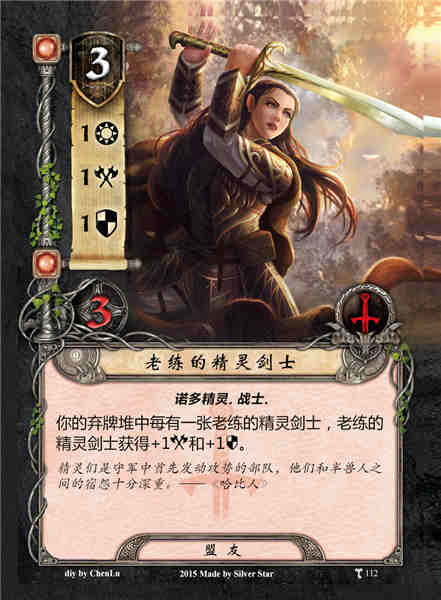 3
1
1
1
3
老练的精灵剑士
诺多精灵. 战士.
你的弃牌堆中每有一张老练的精灵剑士，老练的
精灵剑士获得+1和+1。
精灵们是守军中首先发动攻势的部队，他们和半兽人之
间的宿怨十分深重。——《哈比人》
盟友
diy by ChenLu
2015 Made by Silver Star
112